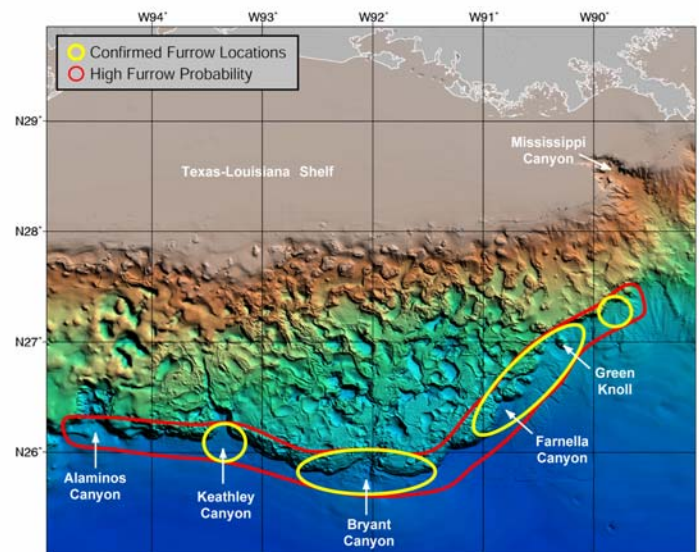 W94° W93° W92° W91° W90°
Confirmed Furrow Locations
High Furrow Probability
N29°
Mississippi
Canyon
Texas-Louisiana Shelf
N28°
N27°
Green
Knoll
Farnella
Canyon
N26°
Alaminos
Canyon
Keathley
Canyon
Bryant
Canyon